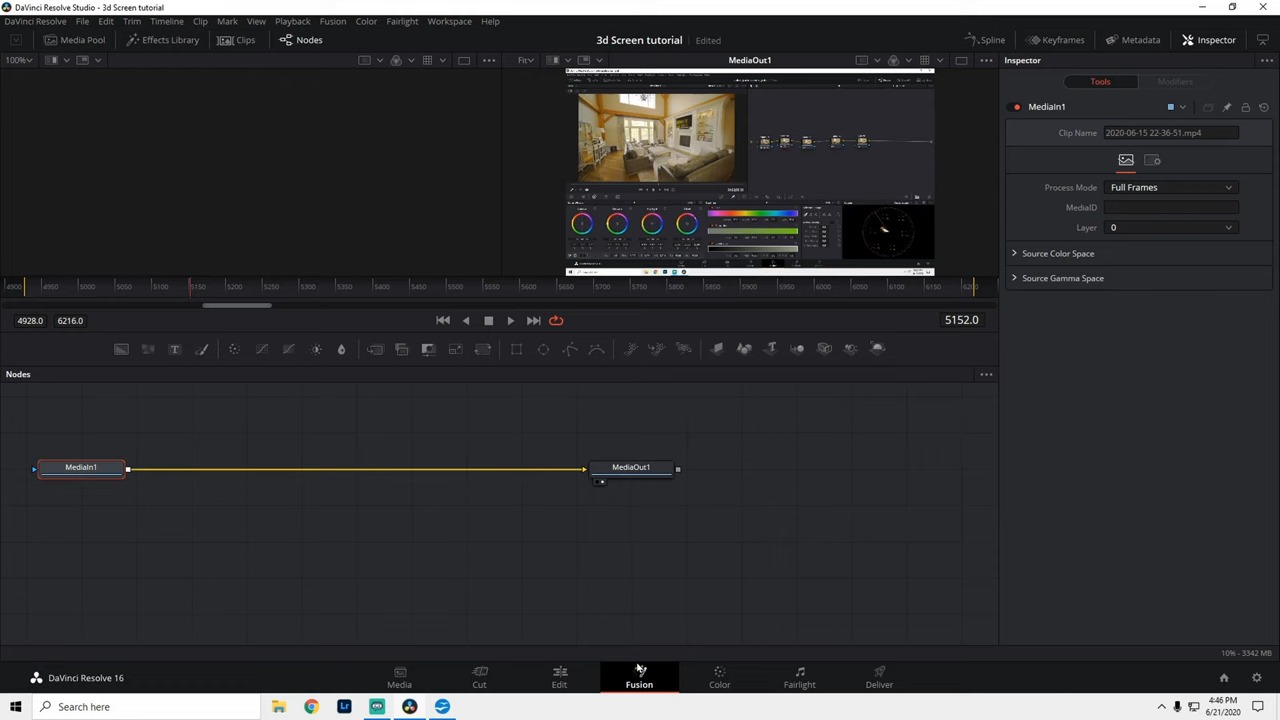 DaVinci Resolve Studio - 3d Screen tutorial
DaVinci Resolve File Edit Trim Timeline Clip Mark View Playback Fusion Color Fairlight Workspace Help
Media Pool Effects Library Clips Nodes 3d Screen tutorial Edited Spline Keyframes Metadata Inspector
100% Fit MediaOut1 Inspector
Tools Modifiers
MediaIn1
Clip Name 2020-06-15 22-36-51.mp4
Process Mode Full Frames
MediaID
Layer 0
Source Color Space
Source Gamma Space
4900 4950 5000 5050 5100 5150 5200 5250 5300 5350 5400 5450 5500 5550 5600 5650 5700 5750 5800 5850 5900 5950 6000 6050 6100 6150
4928.0 6216.0 5152.0
Nodes
MediaIn1 MediaOut1
10% - 3342 MB
DaVinci Resolve 16 Media Cut Edit Fusion Color Fairlight Deliver
Search here
4:46 PM
6/21/2020